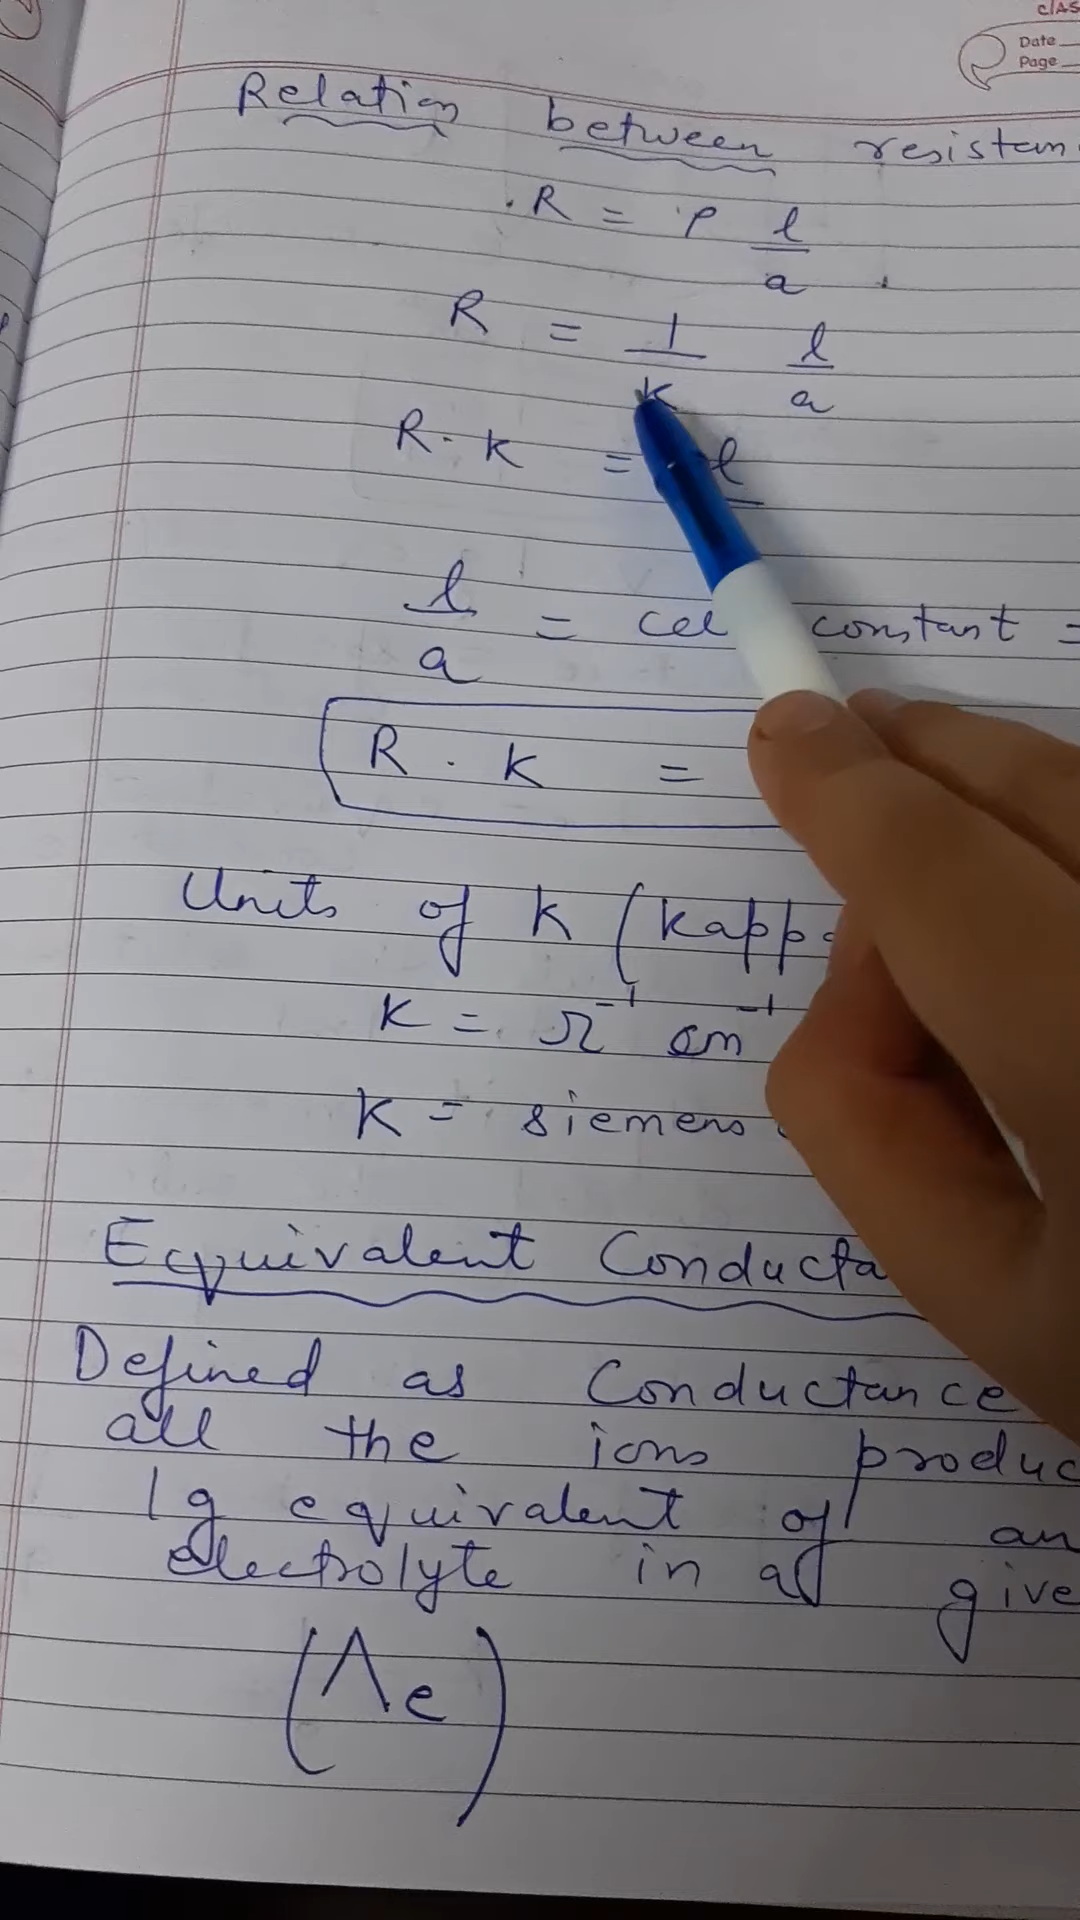 Date
Page
Relation between resistan
R = ρ l/a
R = 1/k l/a
R. k = l
l/a = cel constant =
R . k =
Units of k (kapp
k = Ω⁻¹ cm⁻¹
k = siemens
Equivalent Conducta
Defined as Conductance
all the ions produc
1g equivalent of an
electrolyte in a give
(Λe)